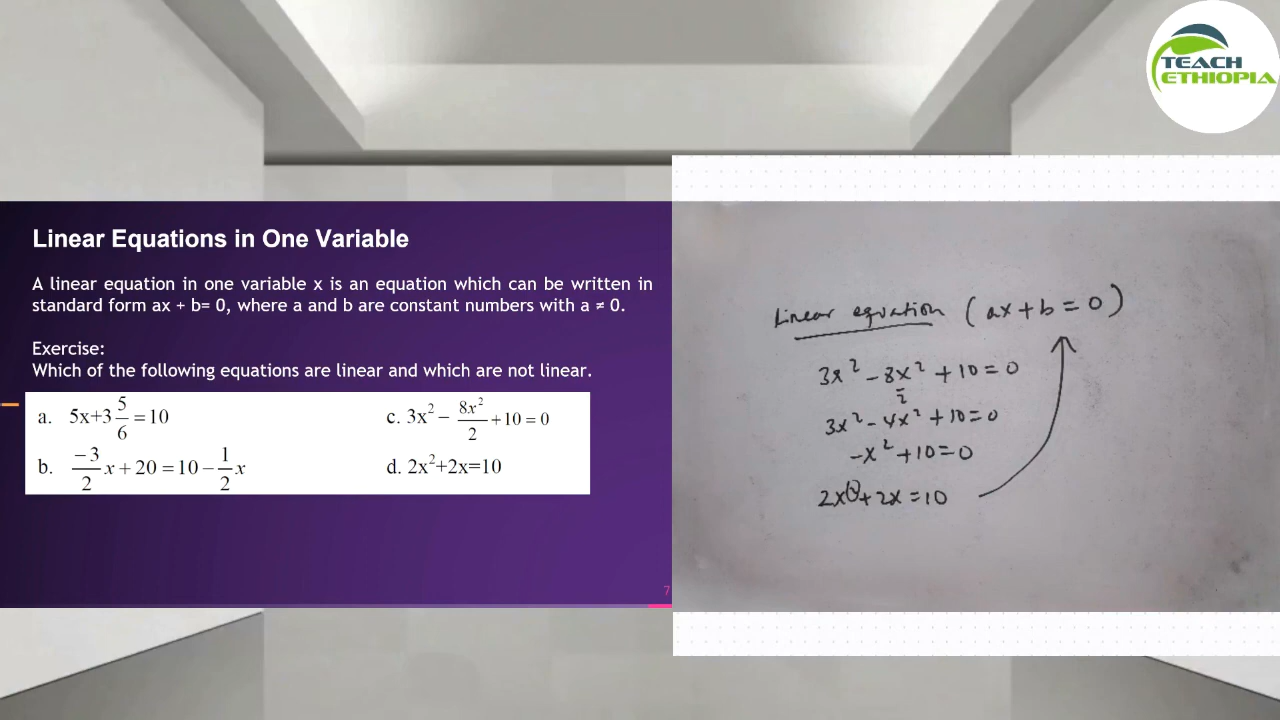 TEACH
ETHIOPIA
Linear Equations in One Variable
A linear equation in one variable x is an equation which can be written in
standard form ax + b= 0, where a and b are constant numbers with a ≠ 0.
Exercise:
Which of the following equations are linear and which are not linear.
a. 5x+3 5/6 = 10
b. -3/2 x + 20 = 10 - 1/2 x
c. 3x² - 8x²/2 + 10 = 0
d. 2x²+2x=10
7
Linear equation (ax + b = 0)
3x² - 8x²/2 + 10 = 0
3x² - 4x² + 10 = 0
-x² + 10 = 0
2x² + 2x = 10